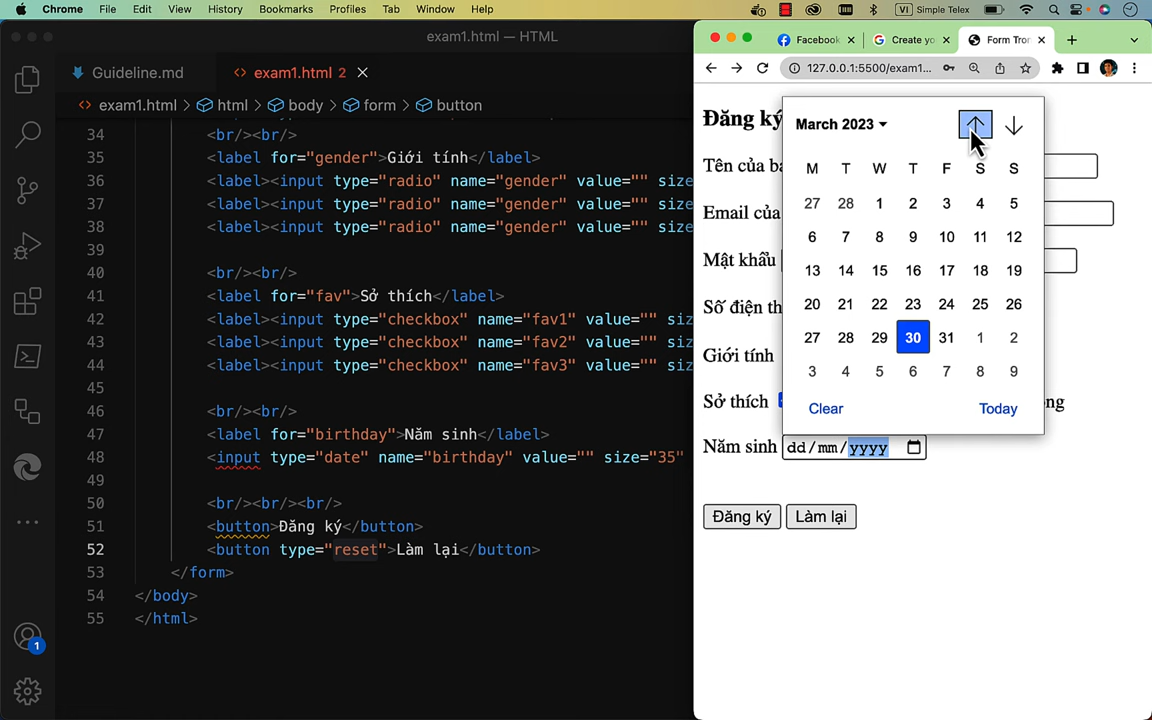 Chrome File Edit View History Bookmarks Profiles Tab Window Help VI Simple Telex
exam1.html — HTML
Guideline.md
<> exam1.html 2
<> exam1.html > html > body > form > button
34 <br/><br/>
35 <label for="gender">Giới tính</label>
36 <label><input type="radio" name="gender" value="" size
37 <label><input type="radio" name="gender" value="" size
38 <label><input type="radio" name="gender" value="" size
39
40 <br/><br/>
41 <label for="fav">Sở thích</label>
42 <label><input type="checkbox" name="fav1" value="" siz
43 <label><input type="checkbox" name="fav2" value="" siz
44 <label><input type="checkbox" name="fav3" value="" siz
45
46 <br/><br/>
47 <label for="birthday">Năm sinh</label>
48 <input type="date" name="birthday" value="" size="35"
49
50 <br/><br/><br/>
51 <button>Đăng ký</button>
52 <button type="reset">Làm lại</button>
53 </form>
54 </body>
55 </html>
1
Facebook
Create yo
Form Tror
127.0.0.1:5500/exam1...
Đăng ký
Tên của bạ
Email của
Mật khẩu
Số điện th
Giới tính
Sở thích ng
Năm sinh dd/mm/yyyy
Đăng ký Làm lại
March 2023
M T W T F S S
27 28 1 2 3 4 5
6 7 8 9 10 11 12
13 14 15 16 17 18 19
20 21 22 23 24 25 26
27 28 29 30 31 1 2
3 4 5 6 7 8 9
Clear Today